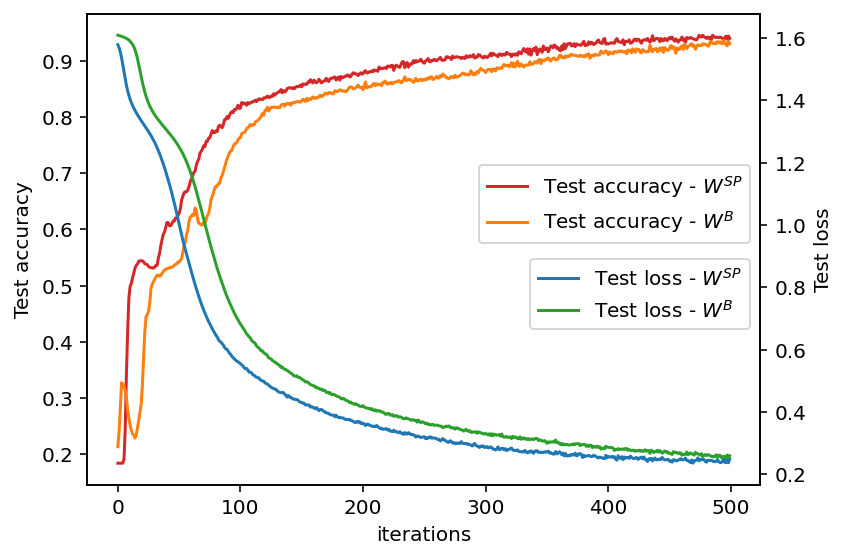 Test accuracy
0.9
0.8
0.7
0.6
0.5
0.4
0.3
0.2
1.6
1.4
1.2
1.0
0.8
0.6
0.4
0.2
Test loss
Test accuracy - W^SP
Test accuracy - W^B
Test loss - W^SP
Test loss - W^B
0 100 200 300 400 500
iterations